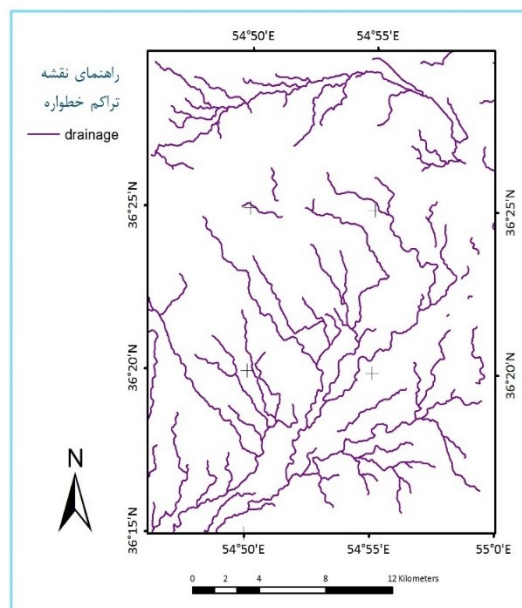 54°50'E 54°55'E
راهنمای نقشه
تراکم خطواره
drainage
36°25'N 36°25'N
36°20'N 36°20'N
N
36°15'N
54°50'E 54°55'E 55°0'E
0 2 4 8 12 Kilometers